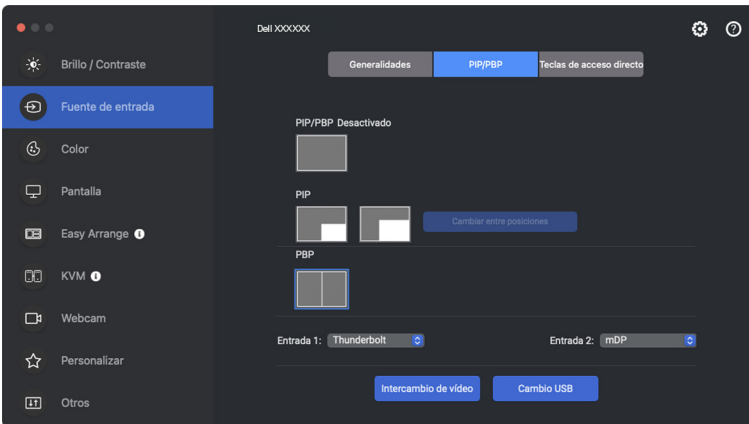 Dell XXXXXX
Brillo / Contraste
Fuente de entrada
Color
Pantalla
Easy Arrange
KVM
Webcam
Personalizar
Otros
Generalidades PIP/PBP Teclas de acceso directo
PIP/PBP Desactivado
PIP
Cambiar entre posiciones
PBP
Entrada 1: Thunderbolt Entrada 2: mDP
Intercambio de vídeo Cambio USB